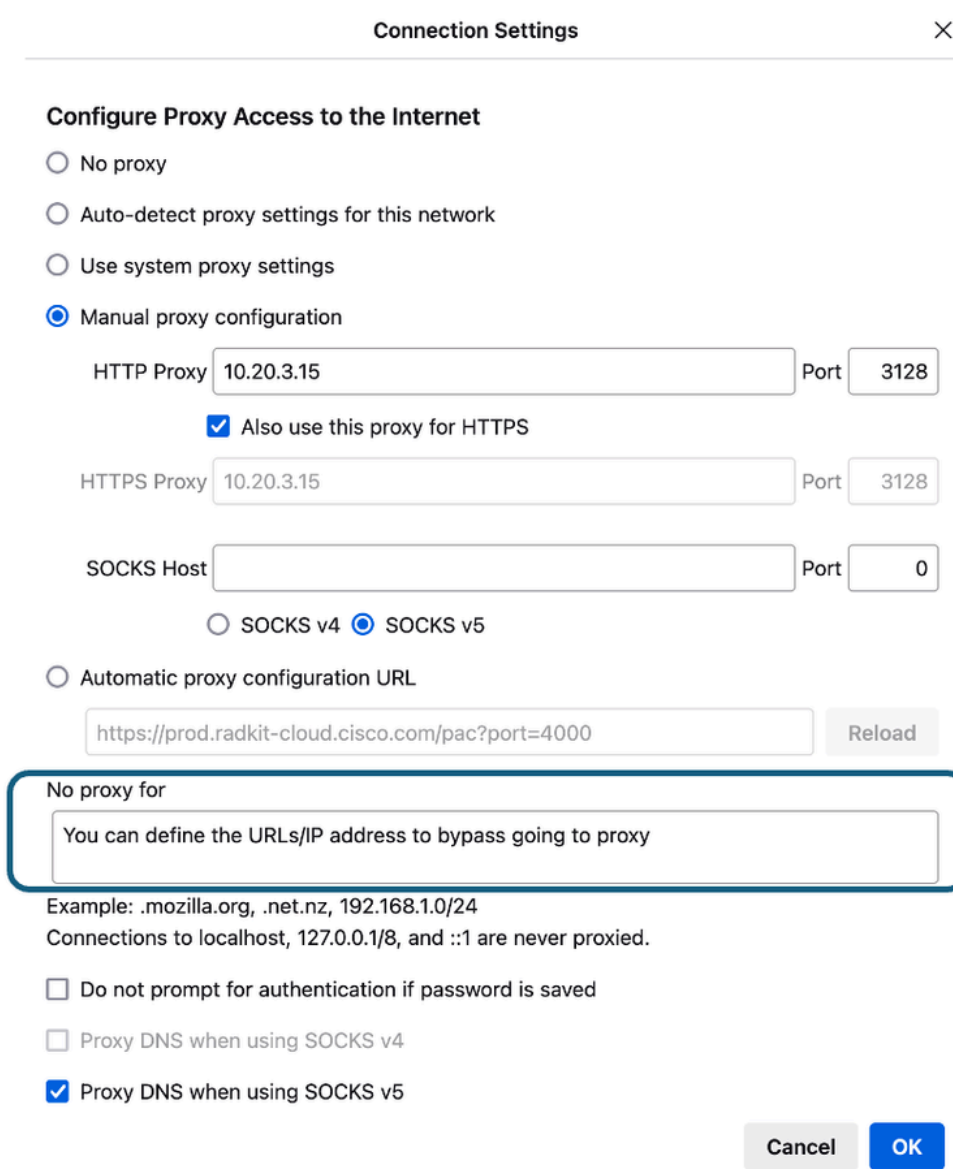 Connection Settings
Configure Proxy Access to the Internet
No proxy
Auto-detect proxy settings for this network
Use system proxy settings
Manual proxy configuration
HTTP Proxy 10.20.3.15 Port 3128
Also use this proxy for HTTPS
HTTPS Proxy 10.20.3.15 Port 3128
SOCKS Host Port 0
SOCKS v4 SOCKS v5
Automatic proxy configuration URL
https://prod.radkit-cloud.cisco.com/pac?port=4000 Reload
No proxy for
You can define the URLs/IP address to bypass going to proxy
Example: .mozilla.org, .net.nz, 192.168.1.0/24
Connections to localhost, 127.0.0.1/8, and ::1 are never proxied.
Do not prompt for authentication if password is saved
Proxy DNS when using SOCKS v4
Proxy DNS when using SOCKS v5
Cancel OK